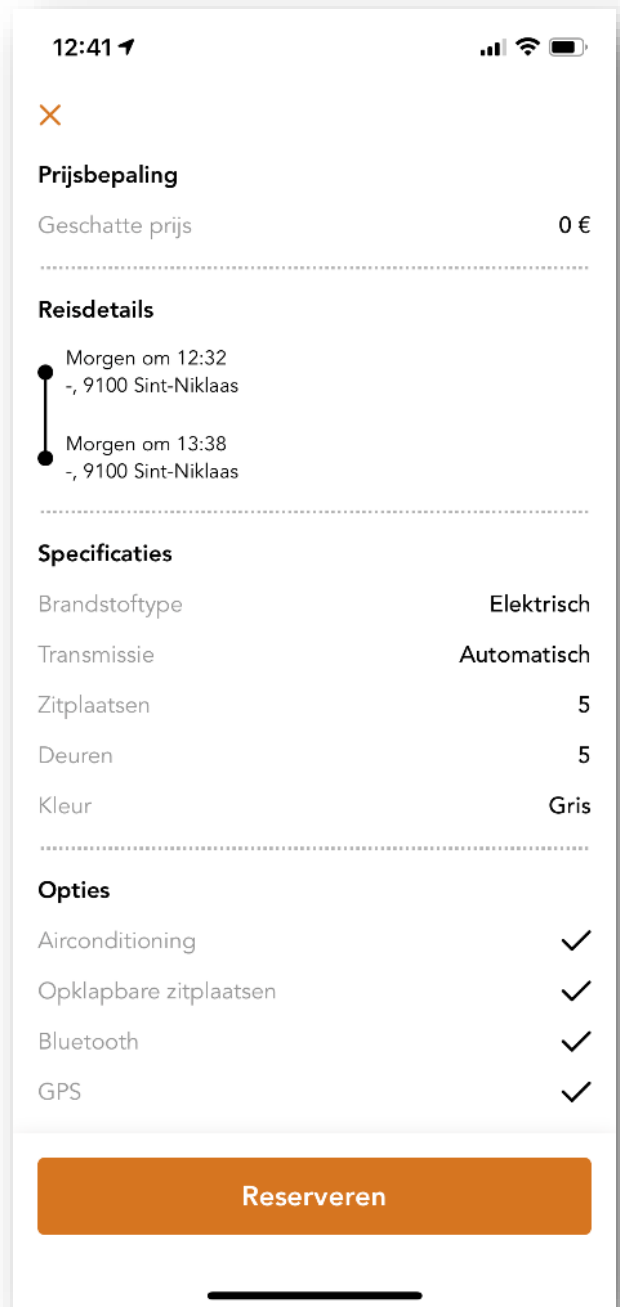 12:41
Prijsbepaling
Geschatte prijs 0 €
Reisdetails
Morgen om 12:32
-, 9100 Sint-Niklaas
Morgen om 13:38
-, 9100 Sint-Niklaas
Specificaties
Brandstoftype Elektrisch
Transmissie Automatisch
Zitplaatsen 5
Deuren 5
Kleur Gris
Opties
Airconditioning
Opklapbare zitplaatsen
Bluetooth
GPS
Reserveren